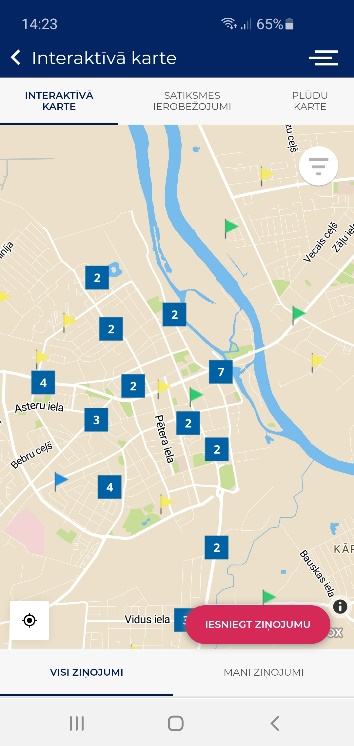 14:23
65%
Interaktīvā karte
INTERAKTĪVĀ
KARTE
SATIKSMES
IEROBEŽOJUMI
PLŪDU
KARTE
zu ceļš
Vecais ceļš
Zāļu iel
nija
2
2
2
7
4
2
Asteru iela
3
Pētera iela
2
2
Bebru ceļš
4
2
KĀR
Bauskas iela
Vidus iela
IESNIEGT ZIŅOJUMU
VISI ZIŅOJUMI
MANI ZIŅOJUMI